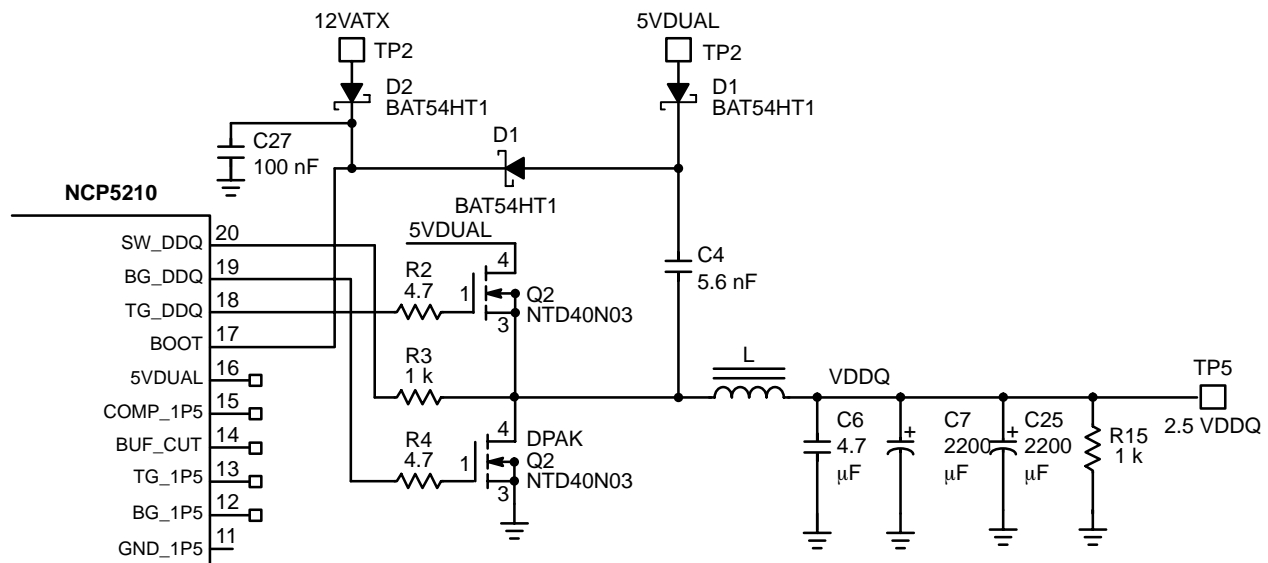 12VATX
TP2
D2
BAT54HT1
5VDUAL
TP2
D1
BAT54HT1
C27
100 nF
D1
BAT54HT1
NCP5210
SW_DDQ 20
BG_DDQ 19
TG_DDQ 18
BOOT 17
5VDUAL 16
COMP_1P5 15
BUF_CUT 14
TG_1P5 13
BG_1P5 12
GND_1P5 11
5VDUAL
R2
4.7
1
4
3
Q2
NTD40N03
C4
5.6 nF
R3
1 k
R4
4.7
1
4
3
DPAK
Q2
NTD40N03
L
VDDQ
TP5
2.5 VDDQ
C6
4.7
µF
+
C7
2200
µF
+
C25
2200
µF
R15
1 k